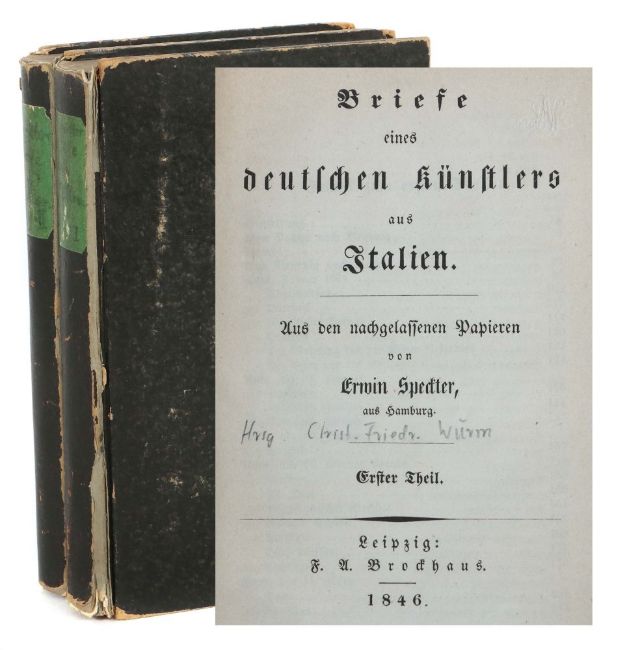 Briefe
eines
deutschen Künstlers
aus
Italien.
Aus den nachgelassenen Papieren
von
Erwin Speckter,
aus Hamburg.
Hrsg. Christ. Friedr. Wurm
Erster Theil.
Leipzig:
F. A. Brockhaus.
1846.